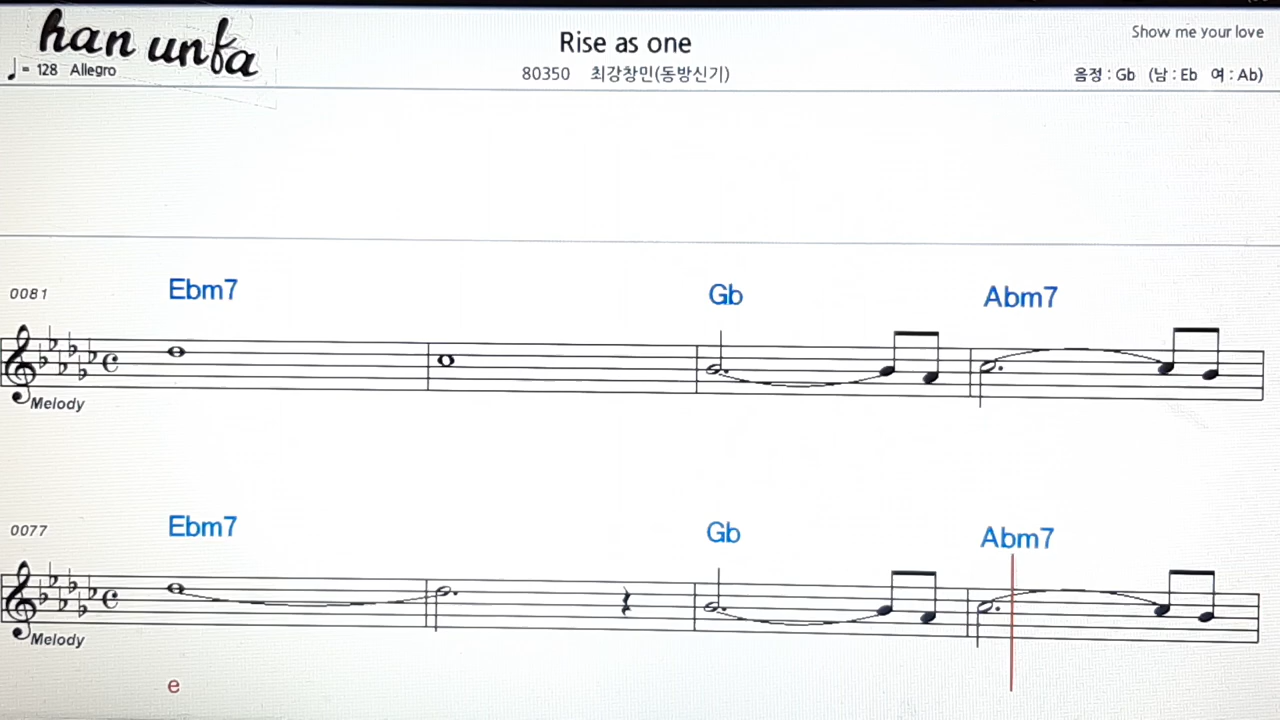 han unfa
Rise as one
Show me your love
= 128 Allegro
80350 최강창민(동방신기)
음정 : Gb (남 : Eb 여 : Ab)
Ebm7 Gb Abm7
0081
Melody
Ebm7 Gb Abm7
0077
Melody
e